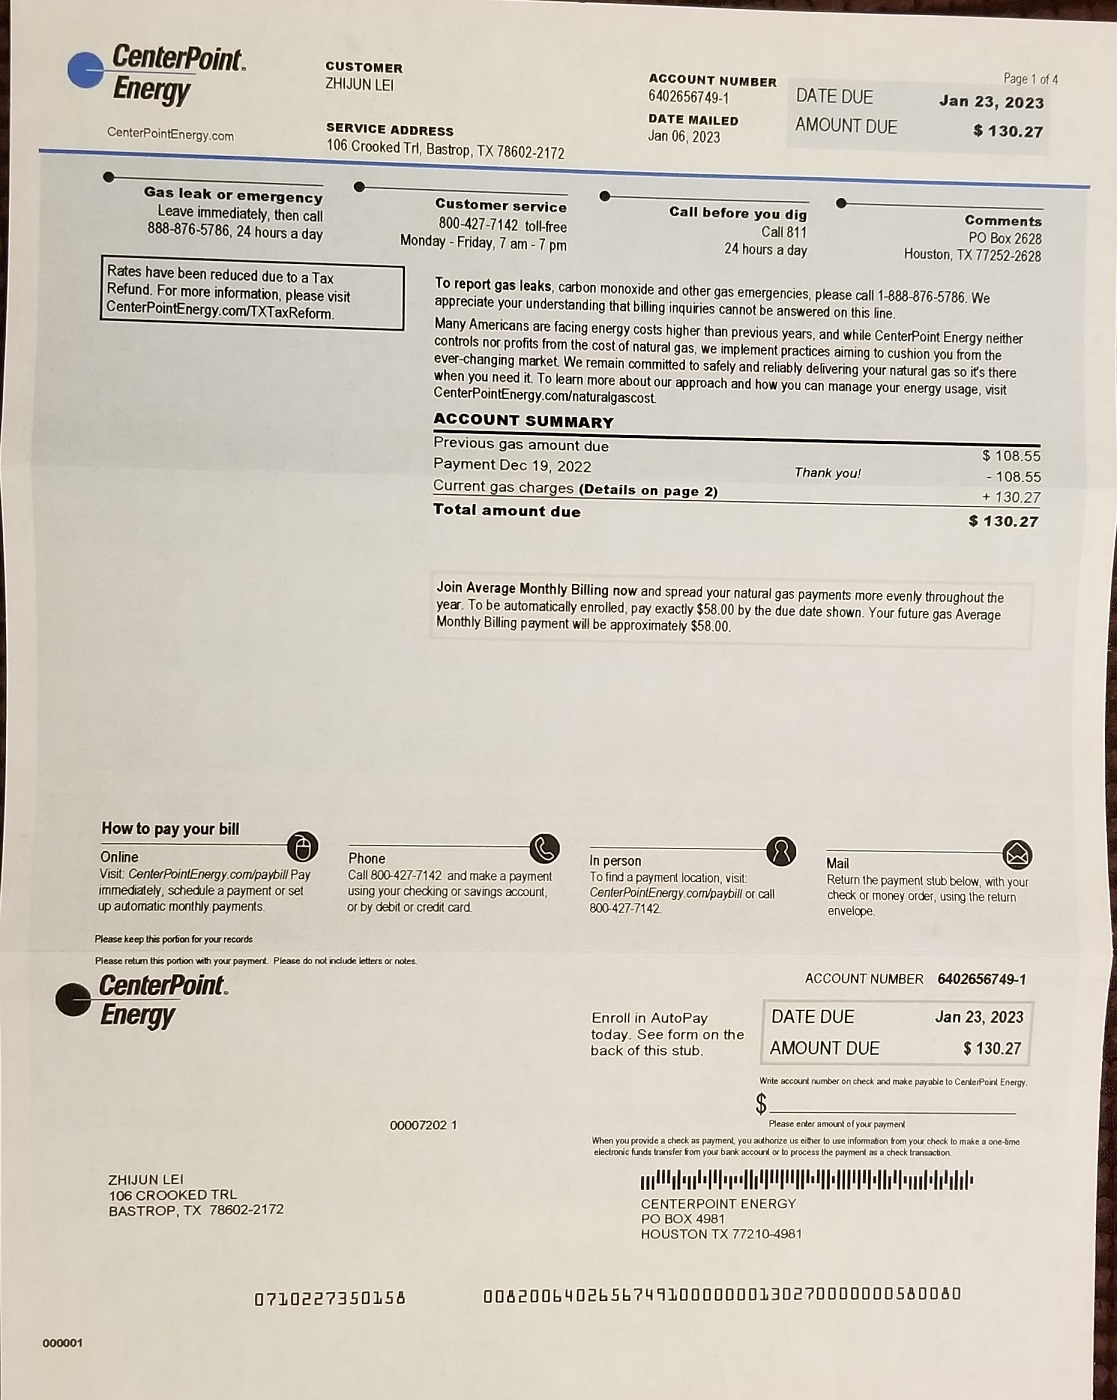 CenterPoint.
Energy
CenterPointEnergy.com
CUSTOMER
ZHIJUN LEI
SERVICE ADDRESS
106 Crooked Trl, Bastrop, TX 78602-2172
ACCOUNT NUMBER
6402656749-1
DATE MAILED
Jan 06, 2023
Page 1 of 4
DATE DUE Jan 23, 2023
AMOUNT DUE $ 130.27
Gas leak or emergency
Leave immediately, then call
888-876-5786, 24 hours a day
Customer service
800-427-7142 toll-free
Monday - Friday, 7 am - 7 pm
Call before you dig
Call 811
24 hours a day
Comments
PO Box 2628
Houston, TX 77252-2628
Rates have been reduced due to a Tax
Refund. For more information, please visit
CenterPointEnergy.com/TXTaxReform.
To report gas leaks, carbon monoxide and other gas emergencies, please call 1-888-876-5786. We
appreciate your understanding that billing inquiries cannot be answered on this line.
Many Americans are facing energy costs higher than previous years, and while CenterPoint Energy neither
controls nor profits from the cost of natural gas, we implement practices aiming to cushion you from the
ever-changing market. We remain committed to safely and reliably delivering your natural gas so it's there
when you need it. To learn more about our approach and how you can manage your energy usage, visit
CenterPointEnergy.com/naturalgascost.
ACCOUNT SUMMARY
Previous gas amount due $ 108.55
Payment Dec 19, 2022 Thank you! - 108.55
Current gas charges (Details on page 2) + 130.27
Total amount due $ 130.27
Join Average Monthly Billing now and spread your natural gas payments more evenly throughout the
year. To be automatically enrolled, pay exactly $58.00 by the due date shown. Your future gas Average
Monthly Billing payment will be approximately $58.00.
How to pay your bill
Online
Visit: CenterPointEnergy.com/paybill Pay
immediately, schedule a payment or set
up automatic monthly payments.
Phone
Call 800-427-7142 and make a payment
using your checking or savings account,
or by debit or credit card.
In person
To find a payment location, visit:
CenterPointEnergy.com/paybill or call
800-427-7142.
Mail
Return the payment stub below, with your
check or money order, using the return
envelope.
Please keep this portion for your records
Please return this portion with your payment. Please do not include letters or notes.
CenterPoint.
Energy
ACCOUNT NUMBER 6402656749-1
Enroll in AutoPay
today. See form on the
back of this stub.
DATE DUE Jan 23, 2023
AMOUNT DUE $ 130.27
Write account number on check and make payable to CenterPoint Energy.
$
Please enter amount of your payment
00007202 1
When you provide a check as payment, you authorize us either to use information from your check to make a one-time
electronic funds transfer from your bank account or to process the payment as a check transaction.
ZHIJUN LEI
106 CROOKED TRL
BASTROP, TX 78602-2172
CENTERPOINT ENERGY
PO BOX 4981
HOUSTON TX 77210-4981
0710227350158 008200640265674910000000130270000000580080
000001